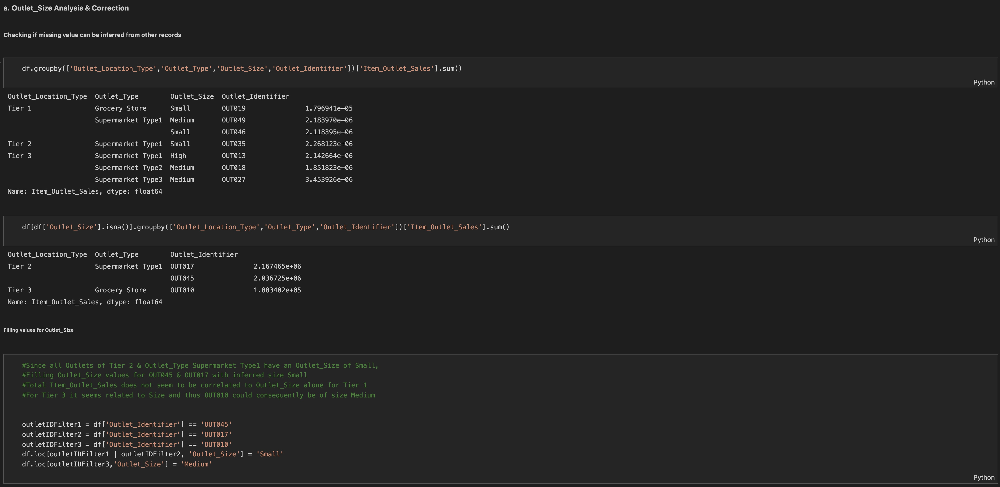 a. Outlet_Size Analysis & Correction
Checking if missing value can be inferred from other records
df.groupby(['Outlet_Location_Type','Outlet_Type','Outlet_Size','Outlet_Identifier'])['Item_Outlet_Sales'].sum()
Python
Outlet_Location_Type  Outlet_Type        Outlet_Size  Outlet_Identifier
Tier 1                Grocery Store      Small        OUT019               1.796941e+05
                      Supermarket Type1  Medium       OUT049               2.183970e+06
                                         Small        OUT046               2.118395e+06
Tier 2                Supermarket Type1  Small        OUT035               2.268123e+06
Tier 3                Supermarket Type1  High         OUT013               2.142664e+06
                      Supermarket Type2  Medium       OUT018               1.851823e+06
                      Supermarket Type3  Medium       OUT027               3.453926e+06
Name: Item_Outlet_Sales, dtype: float64
df[df['Outlet_Size'].isna()].groupby(['Outlet_Location_Type','Outlet_Type','Outlet_Identifier'])['Item_Outlet_Sales'].sum()
Python
Outlet_Location_Type  Outlet_Type        Outlet_Identifier
Tier 2                Supermarket Type1  OUT017               2.167465e+06
                                         OUT045               2.036725e+06
Tier 3                Grocery Store      OUT010               1.883402e+05
Name: Item_Outlet_Sales, dtype: float64
Filling values for Outlet_Size
#Since all Outlets of Tier 2 & Outlet_Type Supermarket Type1 have an Outlet_Size of Small,
#Filling Outlet_Size values for OUT045 & OUT017 with inferred size Small
#Total Item_Outlet_Sales does not seem to be correlated to Outlet_Size alone for Tier 1
#For Tier 3 it seems related to Size and thus OUT010 could consequently be of size Medium
outletIDFilter1 = df['Outlet_Identifier'] == 'OUT045'
outletIDFilter2 = df['Outlet_Identifier'] == 'OUT017'
outletIDFilter3 = df['Outlet_Identifier'] == 'OUT010'
df.loc[outletIDFilter1 | outletIDFilter2, 'Outlet_Size'] = 'Small'
df.loc[outletIDFilter3,'Outlet_Size'] = 'Medium'
Python